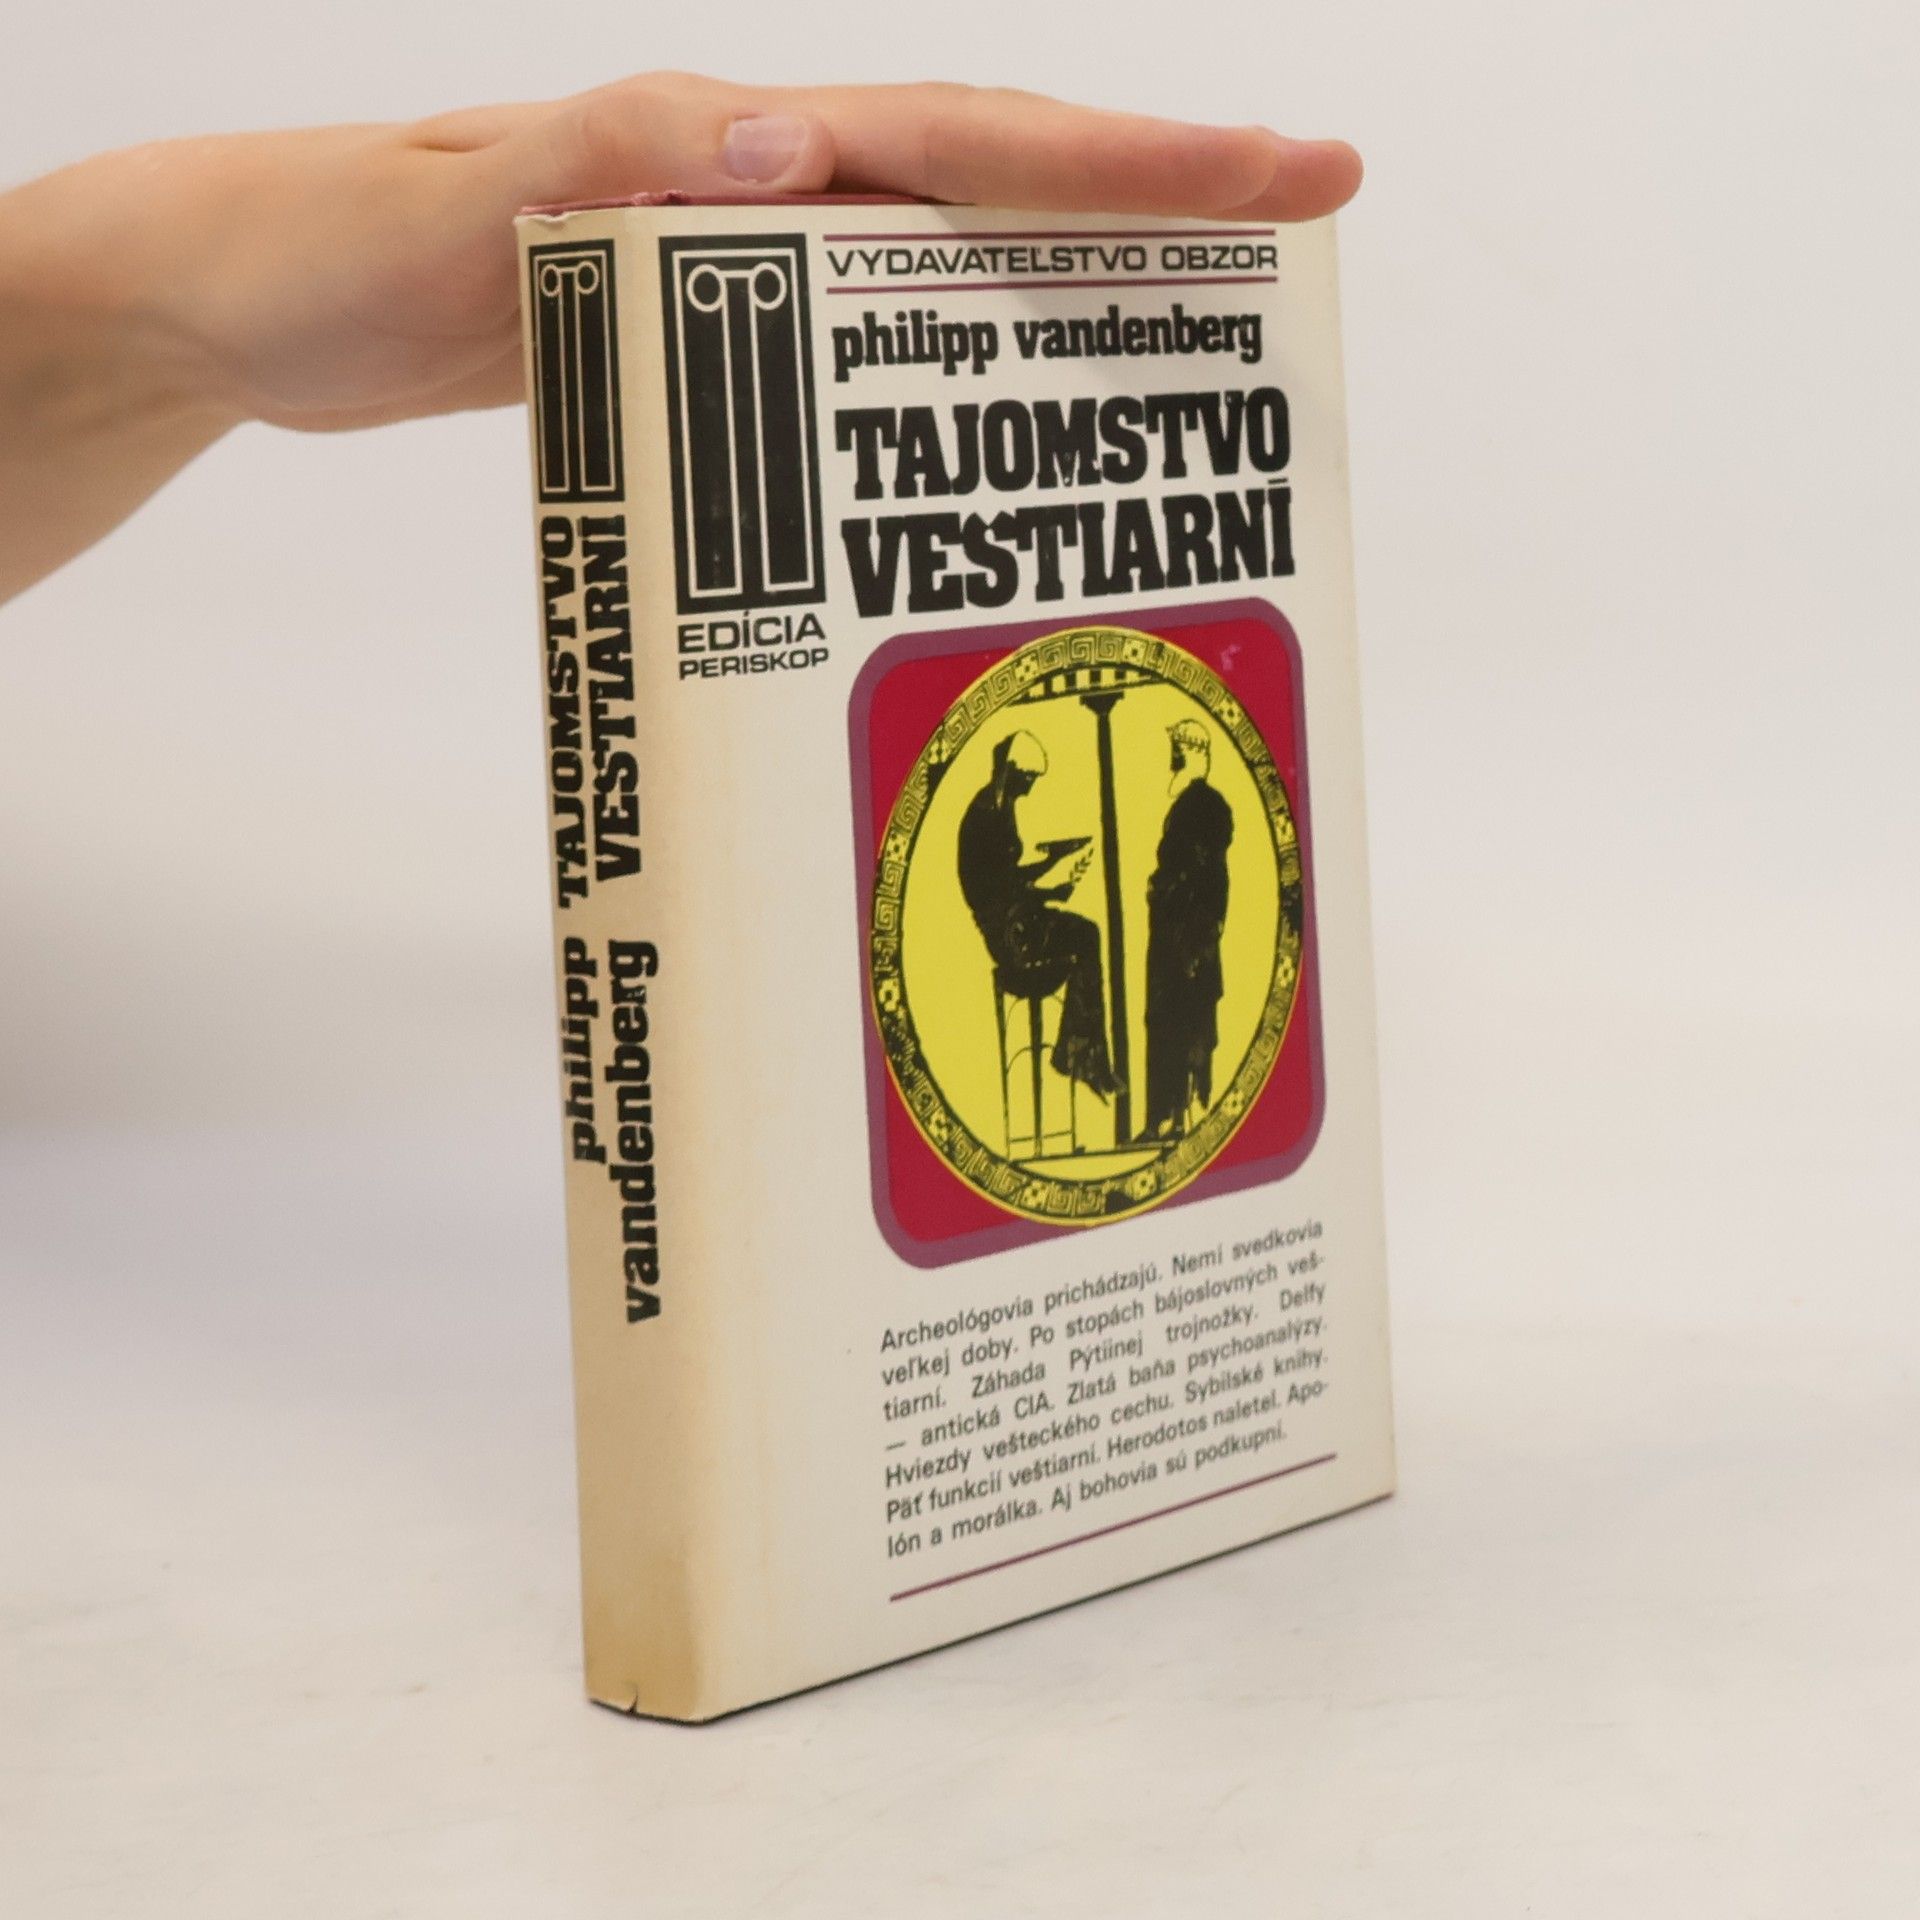 VYDAVATEĽSTVO OBZOR
philipp vandenberg
TAJOMSTVO
VEŠTIARNÍ
EDÍCIA
PERISKOP
Archeológovia prichádzajú. Nemí svedkovia
veľkej doby. Po stopách bájoslovných veš-
tiarní. Záhada Pýtiinej trojnožky. Delfy
— antická CIA. Zlatá baňa psychoanalýzy.
Hviezdy vešteckého cechu. Sybilské knihy.
Päť funkcií veštiarní. Herodotos naletel. Apo-
lón a morálka. Aj bohovia sú podkupní.
philipp
vandenberg
TAJOMSTVO
VEŠTIARNÍ